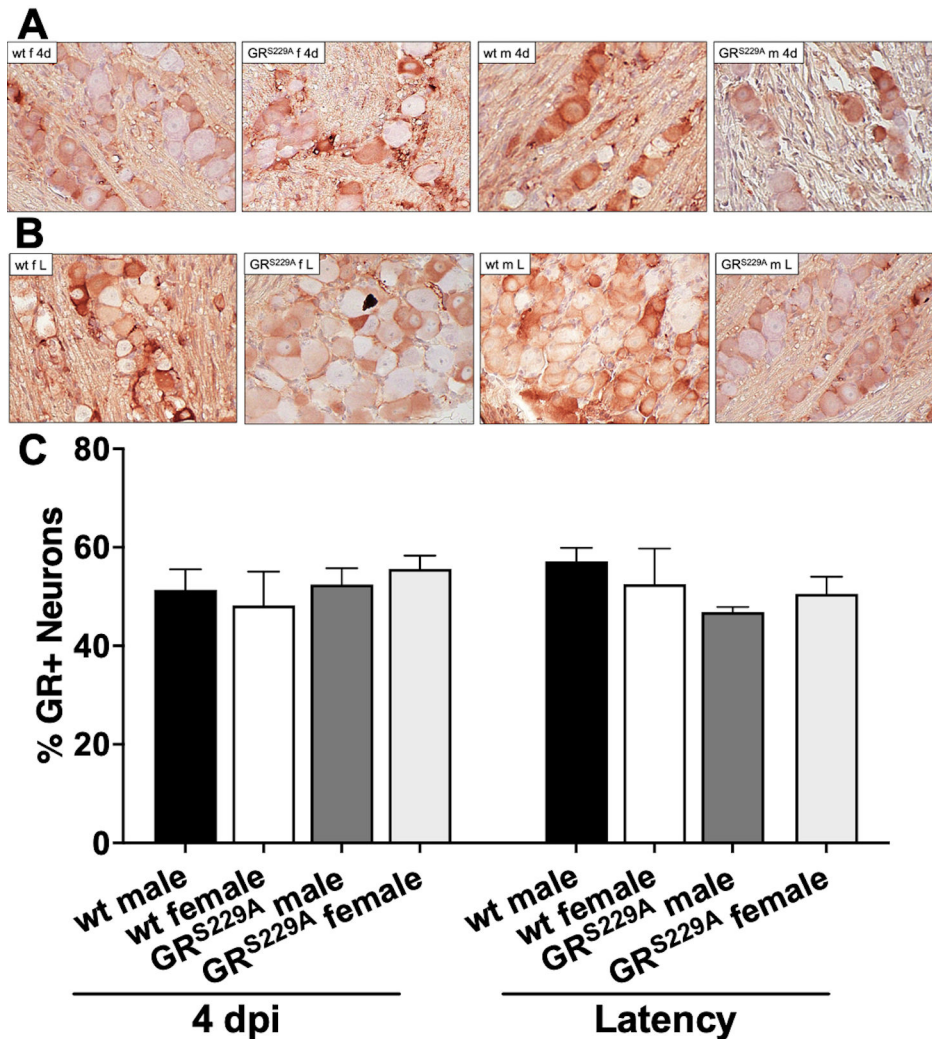 A
wt f 4d
GRS229A f 4d
wt m 4d
GRS229A m 4d
B
wt f L
GRS229A f L
wt m L
GRS229A m L
C
% GR+ Neurons
80
60
40
20
0
wt male
wt female
GRS229A male
GRS229A female
wt male
wt female
GRS229A male
GRS229A female
4 dpi
Latency